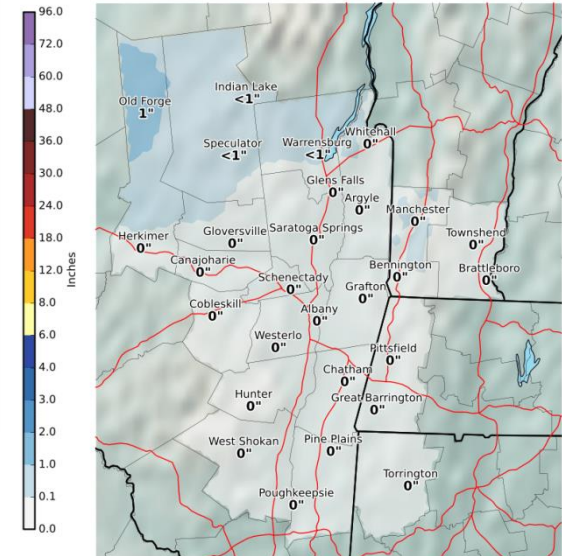 96.0
72.0
60.0
48.0
36.0
30.0
24.0
18.0
12.0
8.0
6.0
4.0
3.0
2.0
1.0
0.1
0.0
Inches
Old Forge
1"
Indian Lake
<1"
Speculator
<1"
Warrensburg
<1"
Whitehall
0"
Glens Falls
0"
Argyle
0"
Manchester
0"
Herkimer
0"
Gloversville
0"
Saratoga Springs
0"
Townshend
0"
Canajoharie
0"
Schenectady
0"
Bennington
0"
Brattleboro
0"
Grafton
0"
Cobleskill
0"
Albany
0"
Westerlo
0"
Pittsfield
0"
Chatham
0"
Hunter
0"
Great Barrington
0"
West Shokan
0"
Pine Plains
0"
Torrington
0"
Poughkeepsie
0"